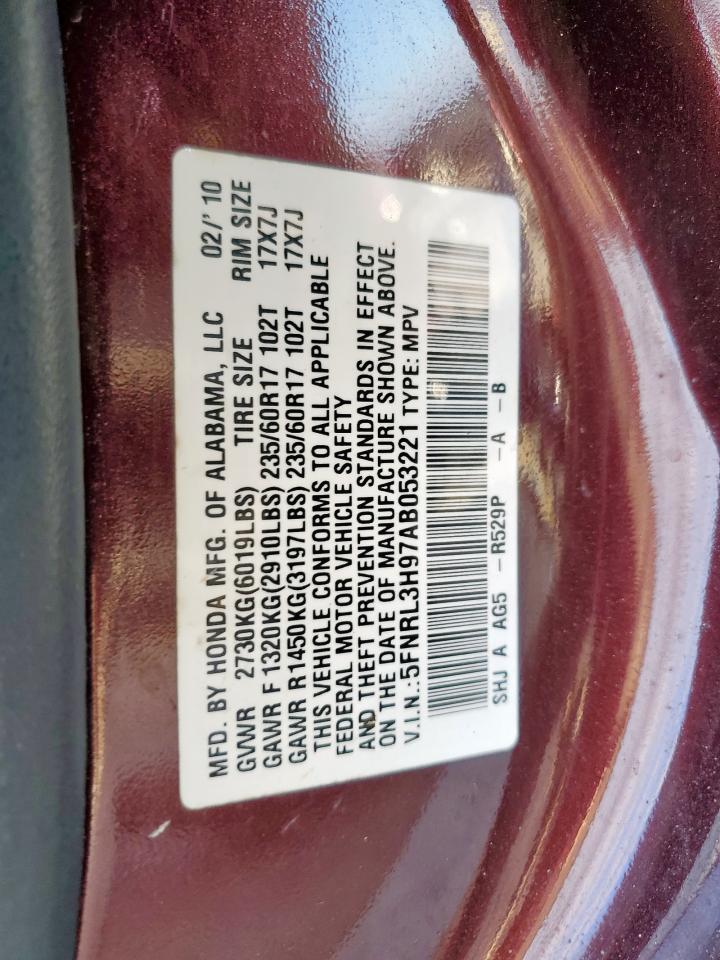 MFD. BY HONDA MFG. OF ALABAMA, LLC 02/' 10
GVWR 2730KG(6019LBS) TIRE SIZE RIM SIZE
GAWR F 1320KG(2910LBS) 235/60R17 102T 17X7J
GAWR R1450KG(3197LBS) 235/60R17 102T 17X7J
THIS VEHICLE CONFORMS TO ALL APPLICABLE
FEDERAL MOTOR VEHICLE SAFETY
AND THEFT PREVENTION STANDARDS IN EFFECT
ON THE DATE OF MANUFACTURE SHOWN ABOVE.
V.I.N.:5FNRL3H97AB053221 TYPE: MPV
SHJ A AG5 -R529P -A -B